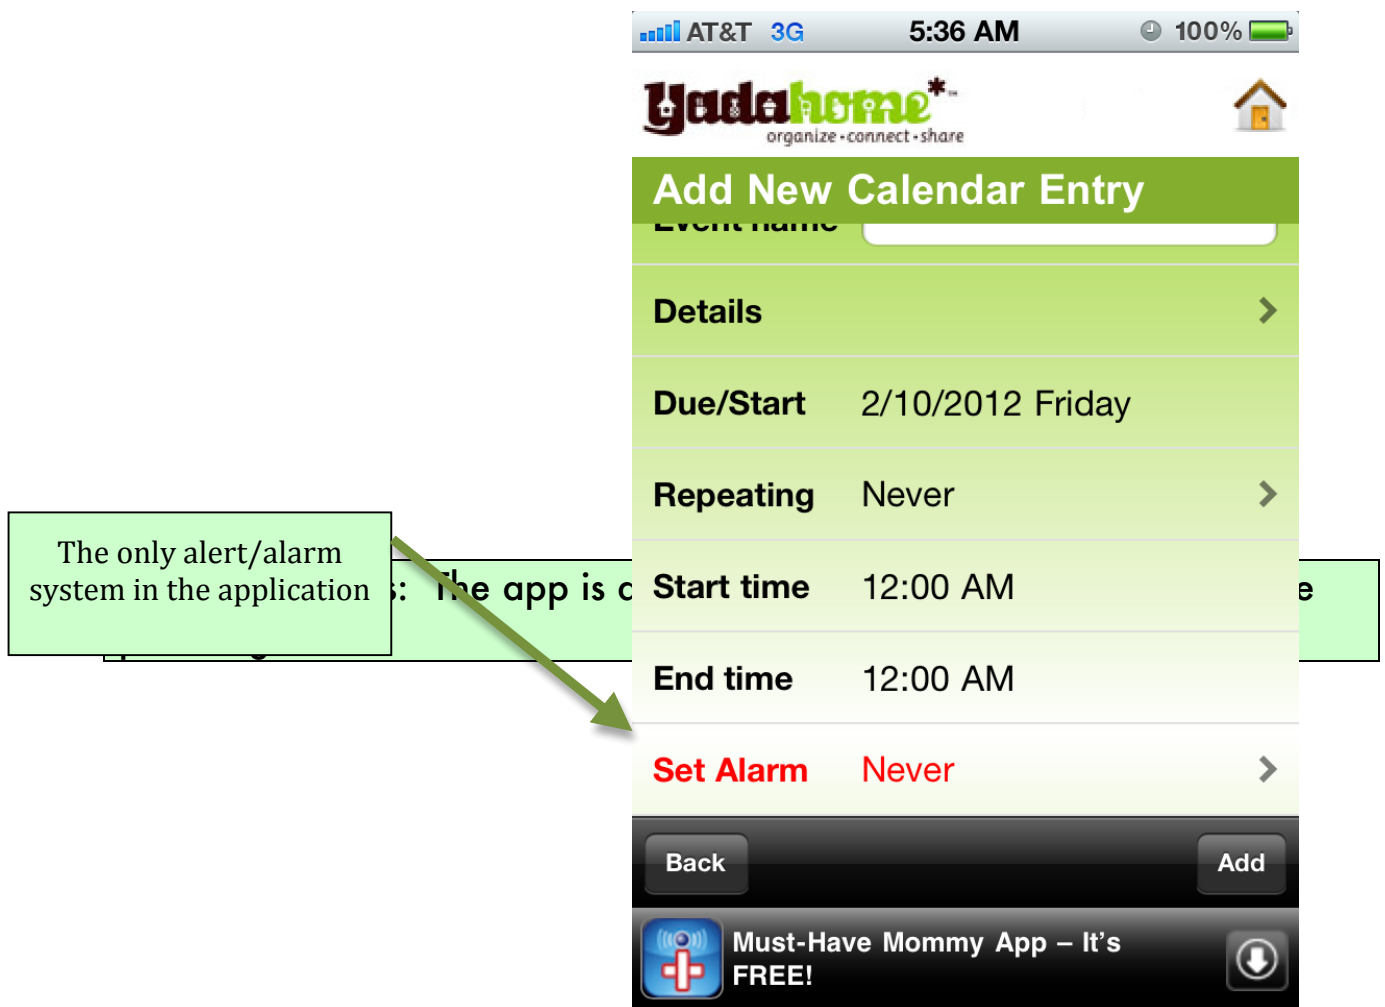 AT&T 3G 5:36 AM 100%
yadahome*
organize • connect • share
Add New Calendar Entry
Event name
Details
Due/Start 2/10/2012 Friday
Repeating Never
The only alert/alarm
system in the application
s: The app is
Start time 12:00 AM
e
End time 12:00 AM
Set Alarm Never
Back Add
Must-Have Mommy App – It's
FREE!